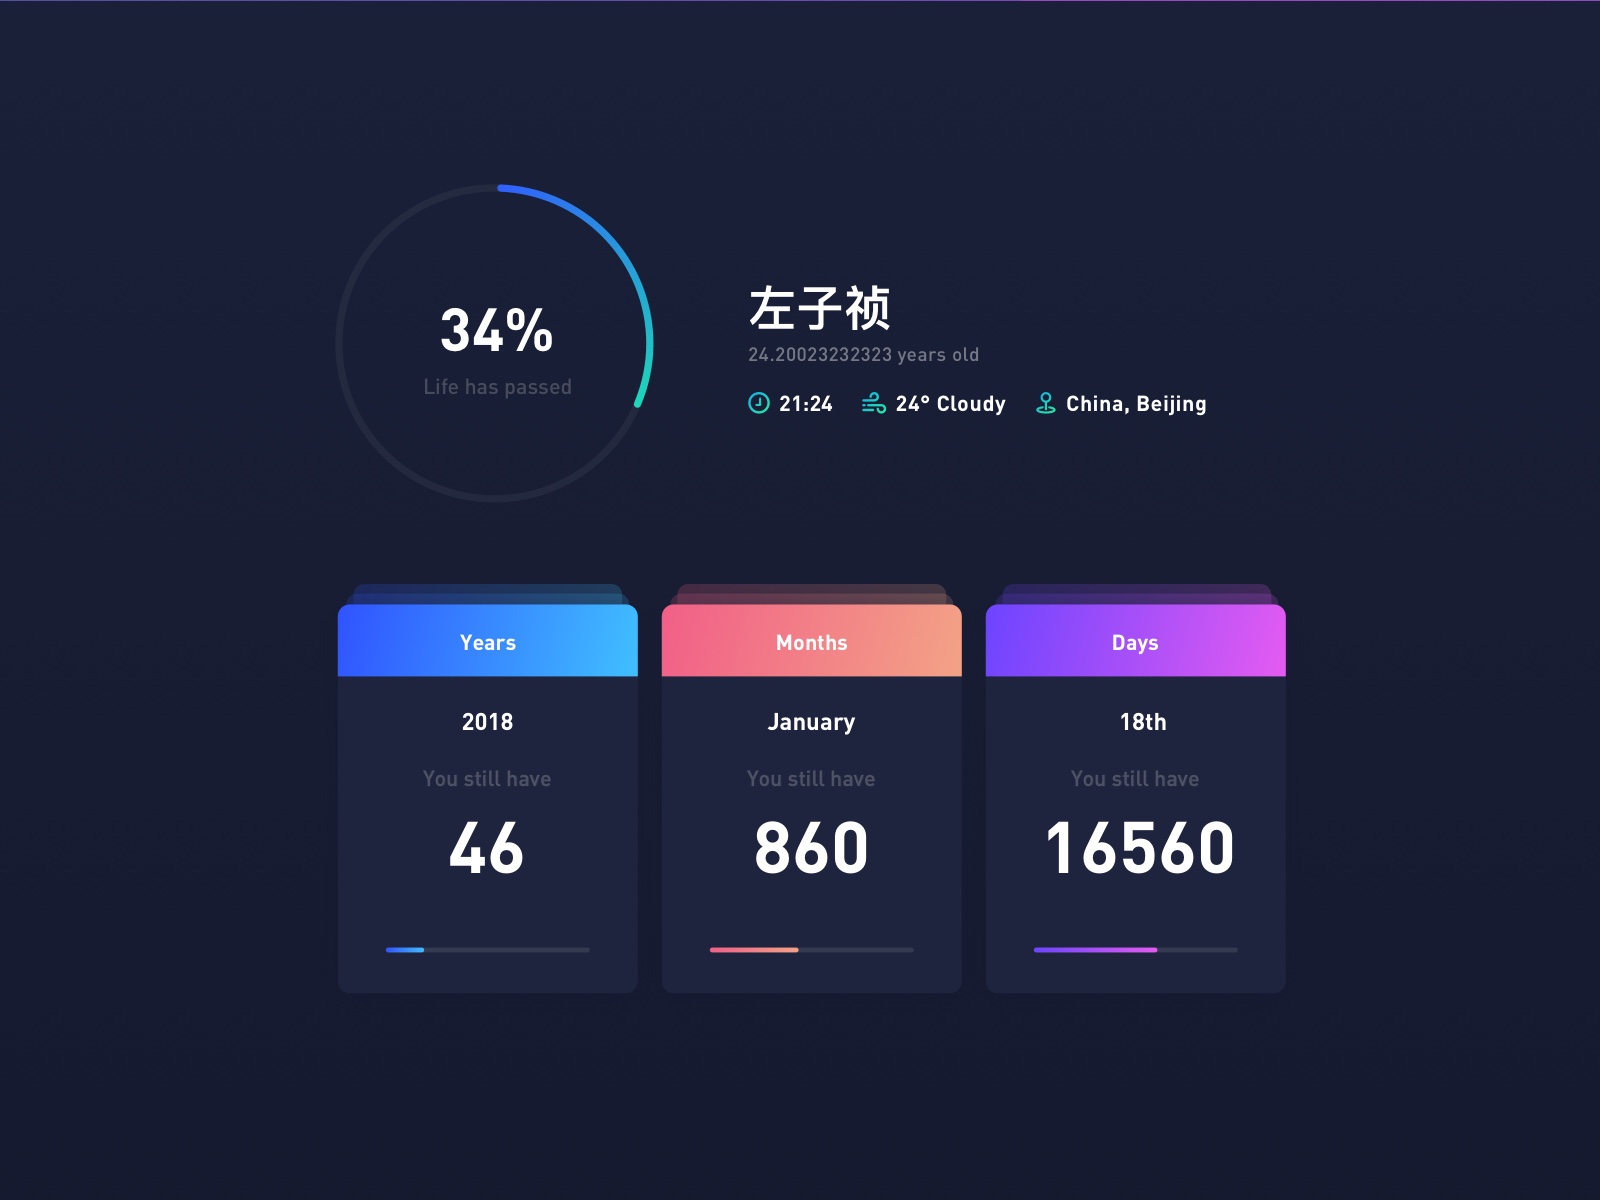 34%
Life has passed
左子祯
24.20023232323 years old
21:24 24° Cloudy China, Beijing
Years
2018
You still have
46
Months
January
You still have
860
Days
18th
You still have
16560